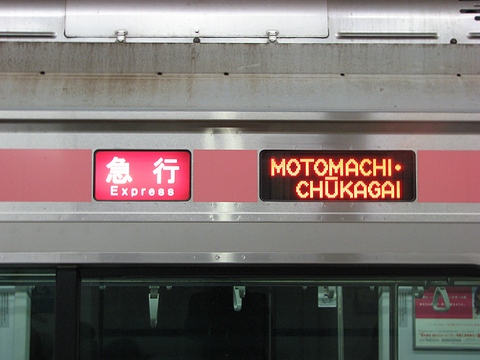 急行
Express
MOTOMACHI・
CHŪKAGAI